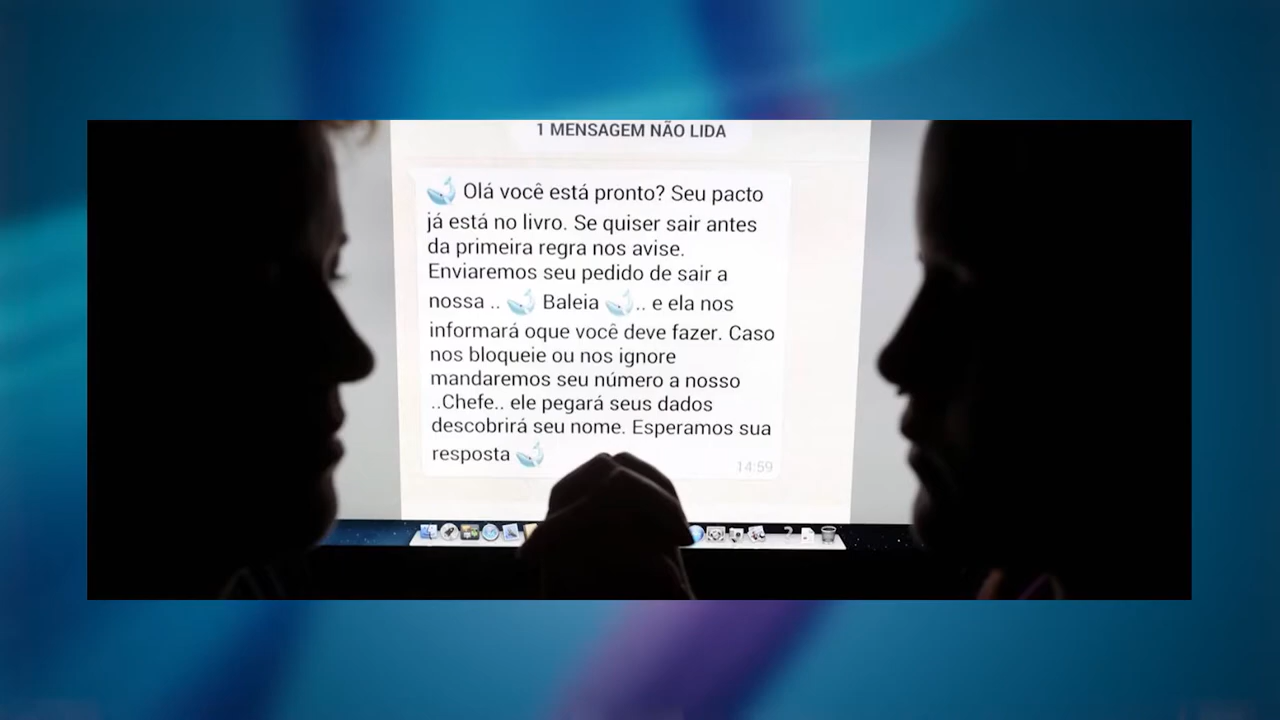 1 MENSAGEM NÃO LIDA
🐋 Olá você está pronto? Seu pacto
já está no livro. Se quiser sair antes
da primeira regra nos avise.
Enviaremos seu pedido de sair a
nossa .. 🐋 Baleia 🐋.. e ela nos
informará oque você deve fazer. Caso
nos bloqueie ou nos ignore
mandaremos seu número a nosso
..Chefe.. ele pegará seus dados
descobrirá seu nome. Esperamos sua
resposta 🐋
14:59